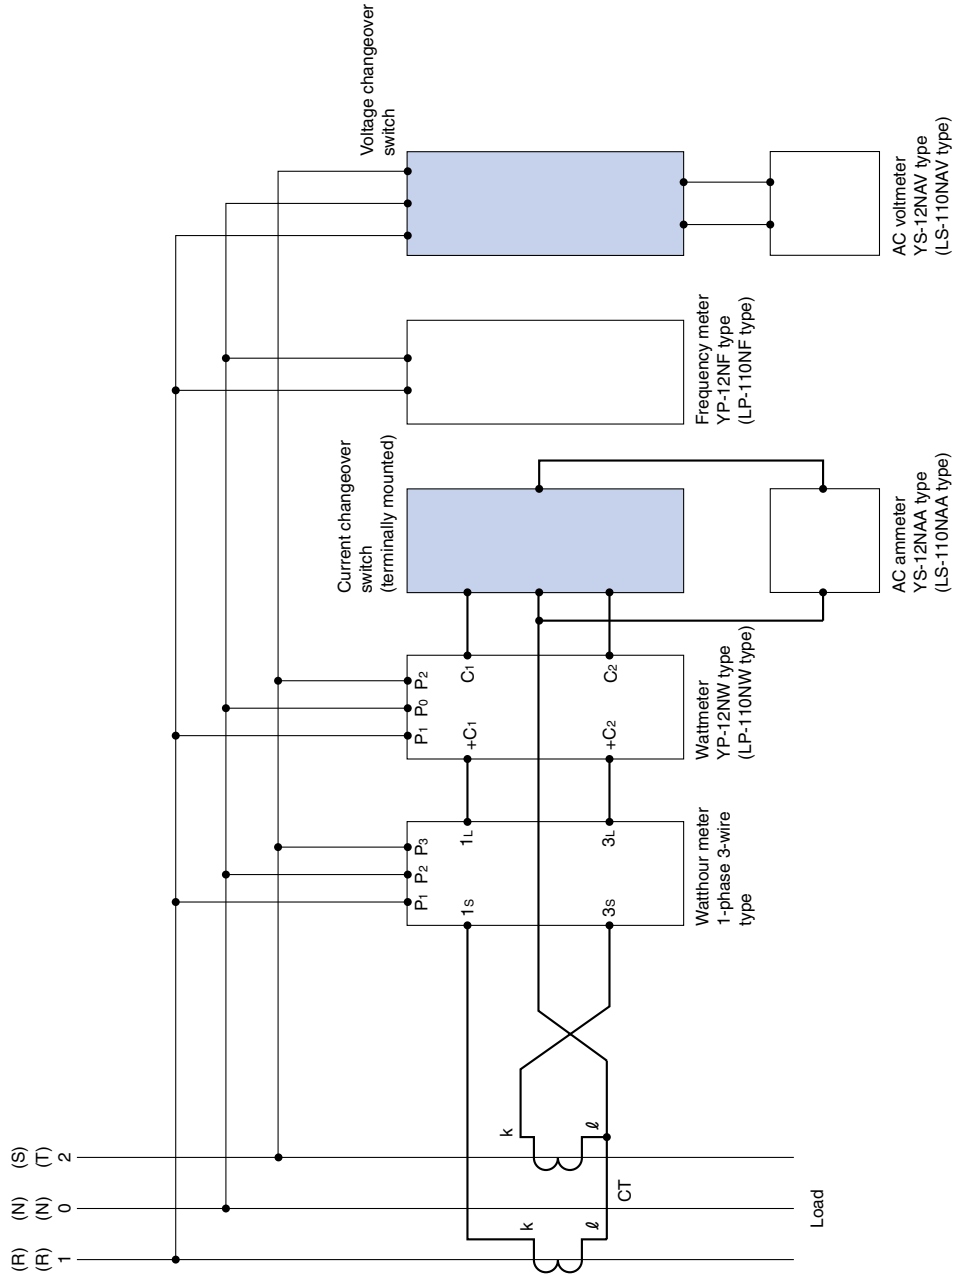 (R)
(N)
(S)
(R)
(N)
(T)
1
0
2
k
ℓ
k
ℓ
CT
Load
P1
P2
P3
1S
1L
3S
3L
Watthour meter
1-phase 3-wire
type
P1
P0
P2
+C1
C1
+C2
C2
Wattmeter
YP-12NW type
(LP-110NW type)
Current changeover
switch
(terminally mounted)
AC ammeter
YS-12NAA type
(LS-110NAA type)
Frequency meter
YP-12NF type
(LP-110NF type)
Voltage changeover
switch
AC voltmeter
YS-12NAV type
(LS-110NAV type)